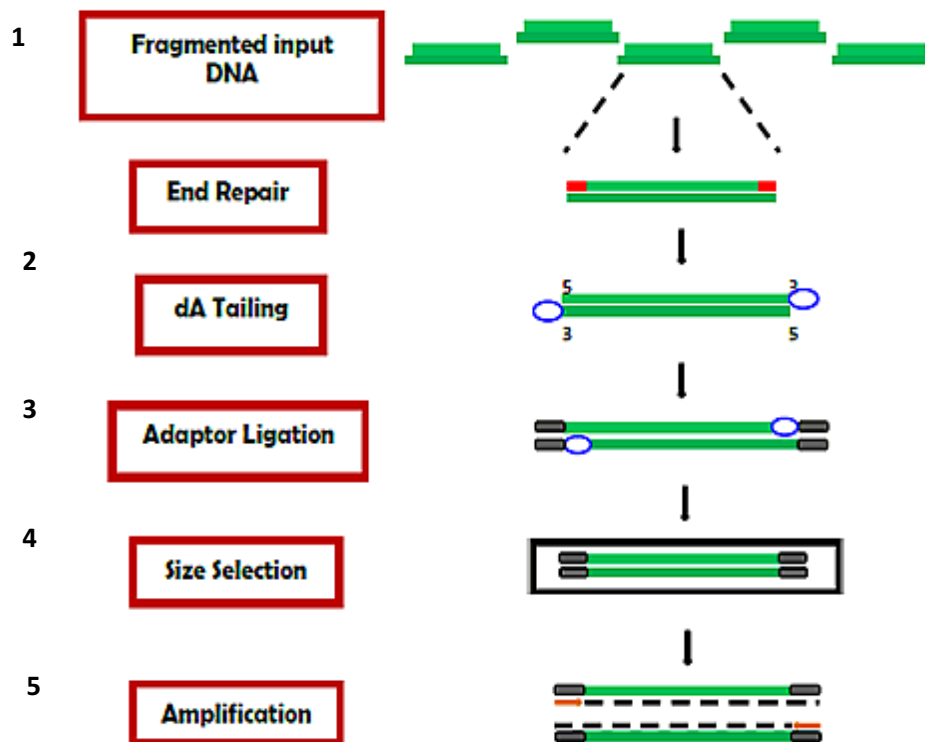 1
Fragmented input
DNA
End Repair
2
dA Tailing
5
3
3
5
3
Adaptor Ligation
4
Size Selection
5
Amplification